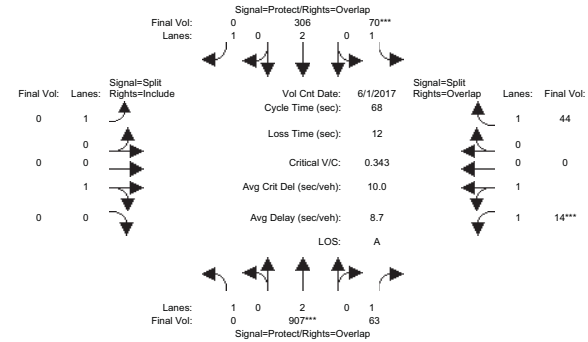 Signal=Protect/Rights=Overlap
Final Vol: 0 306 70***
Lanes: 1 0 2 0 1
Signal=Split Signal=Split
Final Vol: Lanes: Rights=Include Vol Cnt Date: 6/1/2017 Rights=Overlap Lanes: Final Vol:
Cycle Time (sec): 68
0 1 1 44
Loss Time (sec): 12
0 0
0 0 Critical V/C: 0.343 0 0
1 Avg Crit Del (sec/veh): 10.0 1
0 0 Avg Delay (sec/veh): 8.7 1 14***
LOS: A
Lanes: 1 0 2 0 1
Final Vol: 0 907*** 63
Signal=Protect/Rights=Overlap